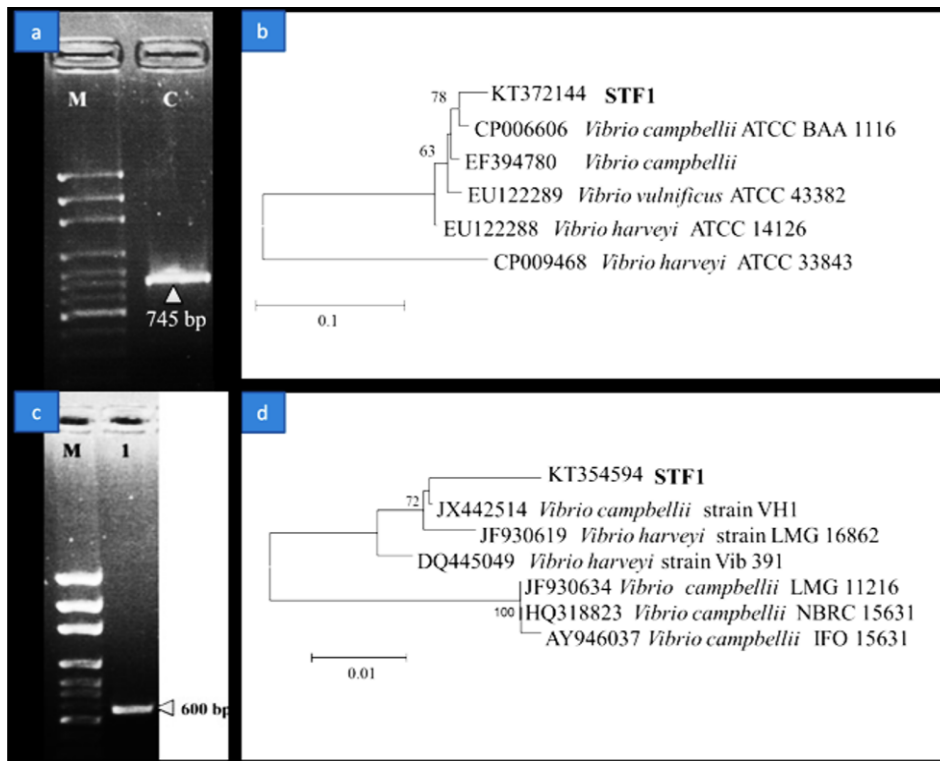 a
M C
745 bp
b
78
KT372144 STF1
CP006606 Vibrio campbellii ATCC BAA 1116
63
EF394780 Vibrio campbellii
EU122289 Vibrio vulnificus ATCC 43382
EU122288 Vibrio harveyi ATCC 14126
CP009468 Vibrio harveyi ATCC 33843
0.1
c
M 1
600 bp
d
KT354594 STF1
72
JX442514 Vibrio campbellii strain VH1
JF930619 Vibrio harveyi strain LMG 16862
DQ445049 Vibrio harveyi strain Vib 391
JF930634 Vibrio campbellii LMG 11216
100
HQ318823 Vibrio campbellii NBRC 15631
AY946037 Vibrio campbellii IFO 15631
0.01